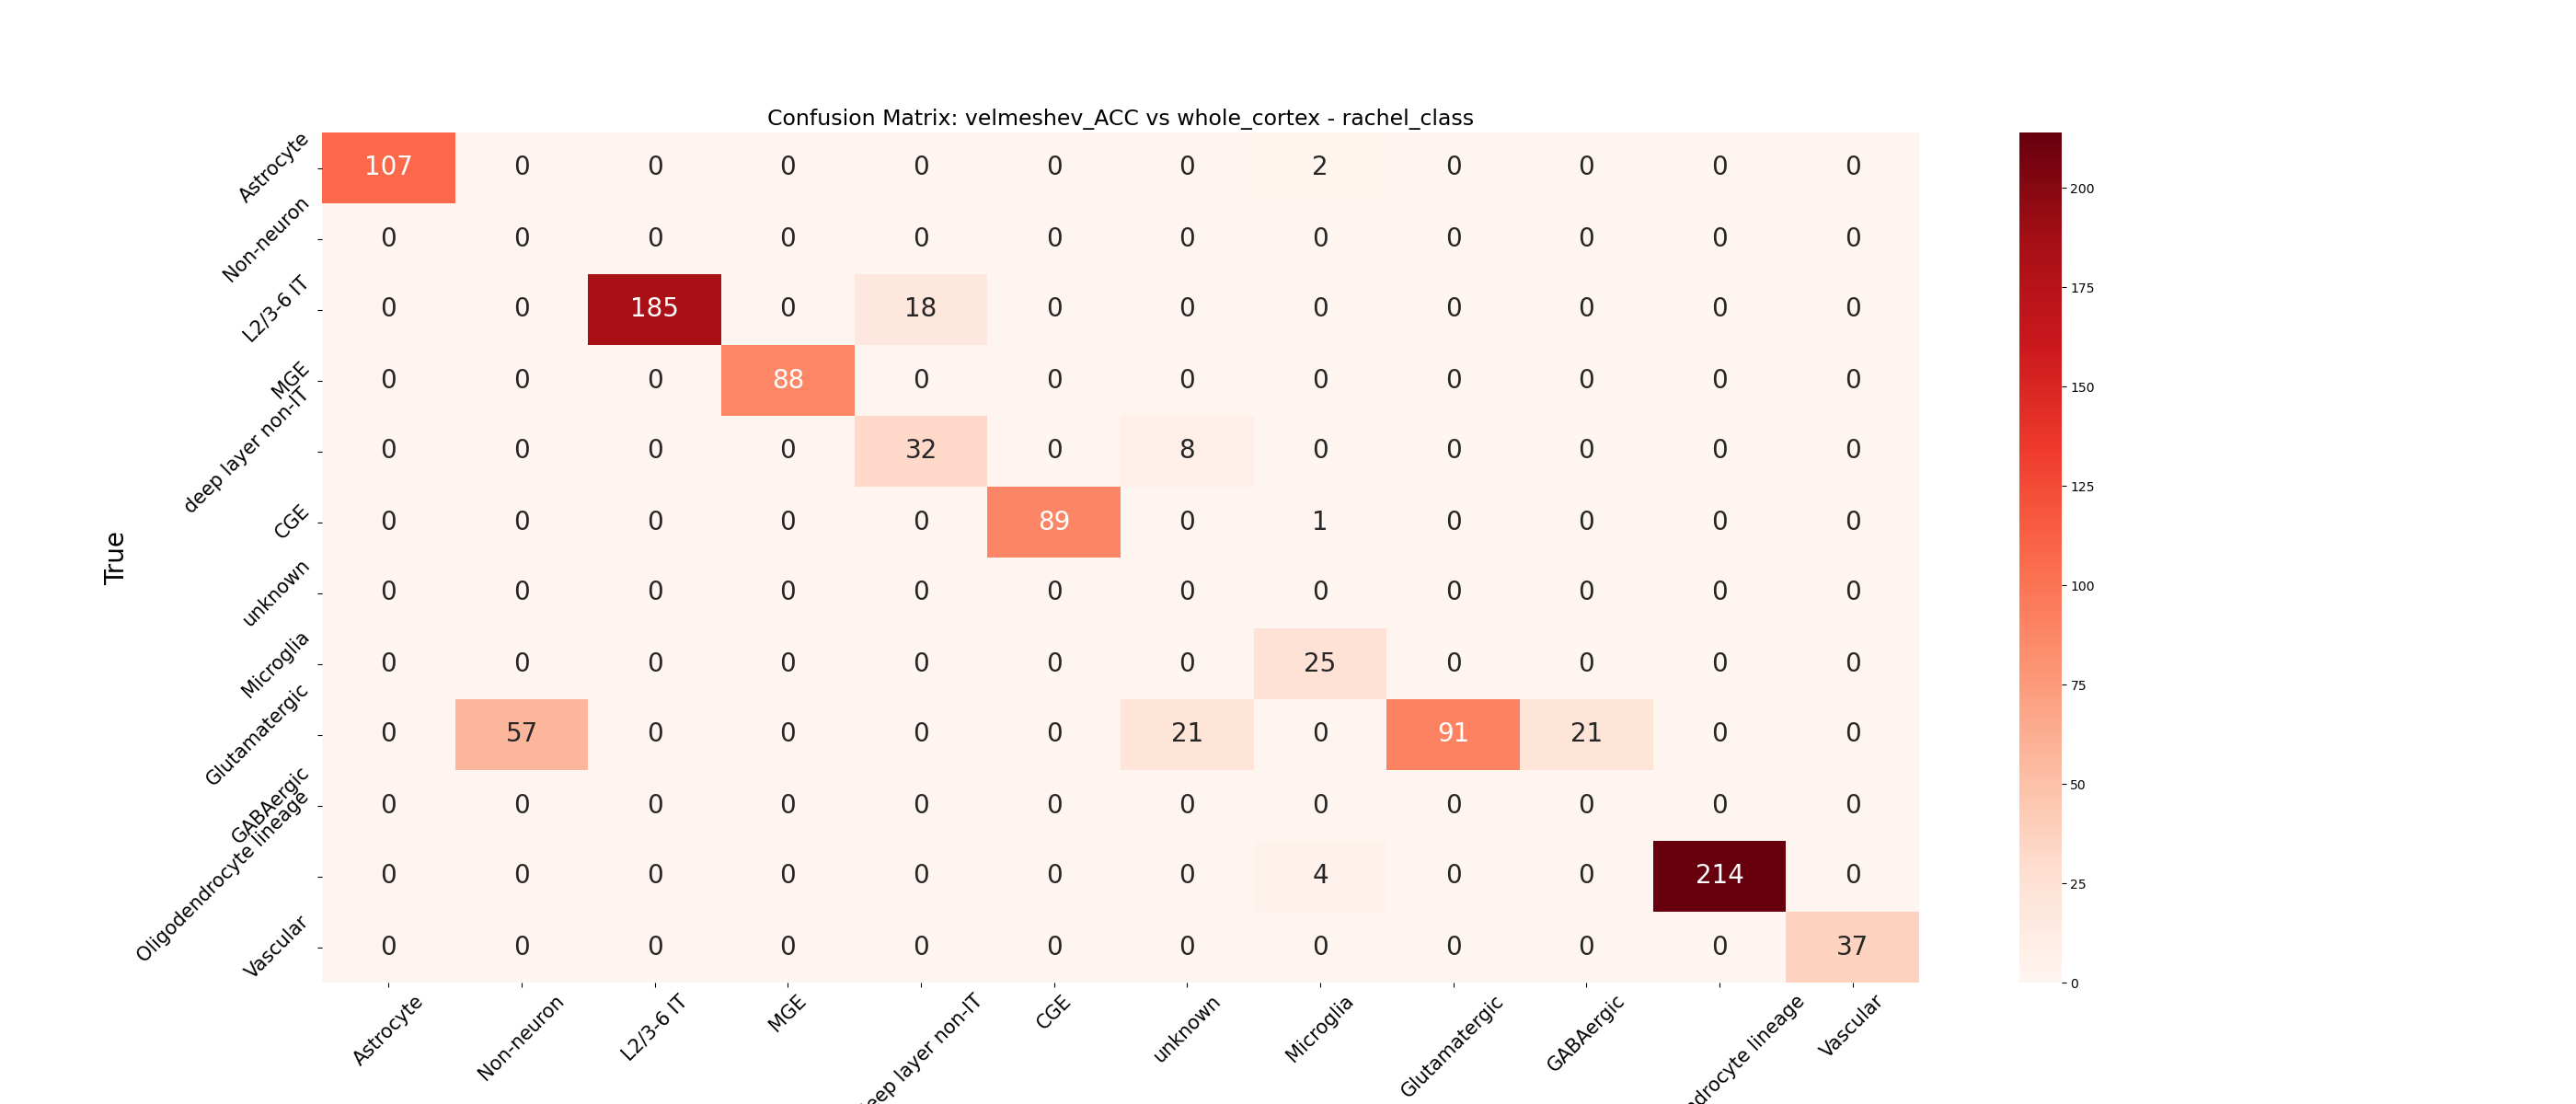 Confusion Matrix: velmeshev_ACC vs whole_cortex - rachel_class
Astrocyte 107 0 0 0 0 0 0 2 0 0 0 0
Non-neuron 0 0 0 0 0 0 0 0 0 0 0 0
L2/3-6 IT 0 0 185 0 18 0 0 0 0 0 0 0
MGE 0 0 0 88 0 0 0 0 0 0 0 0
deep layer non-IT 0 0 0 0 32 0 8 0 0 0 0 0
CGE 0 0 0 0 0 89 0 1 0 0 0 0
unknown 0 0 0 0 0 0 0 0 0 0 0 0
Microglia 0 0 0 0 0 0 0 25 0 0 0 0
Glutamatergic 0 57 0 0 0 0 21 0 91 21 0 0
GABAergic 0 0 0 0 0 0 0 0 0 0 0 0
Oligodendrocyte lineage 0 0 0 0 0 0 0 4 0 0 214 0
Vascular 0 0 0 0 0 0 0 0 0 0 0 37
True
Astrocyte Non-neuron L2/3-6 IT MGE eep layer non-IT CGE unknown Microglia Glutamatergic GABAergic drocyte lineage Vascular
200
175
150
125
100
75
50
25
0